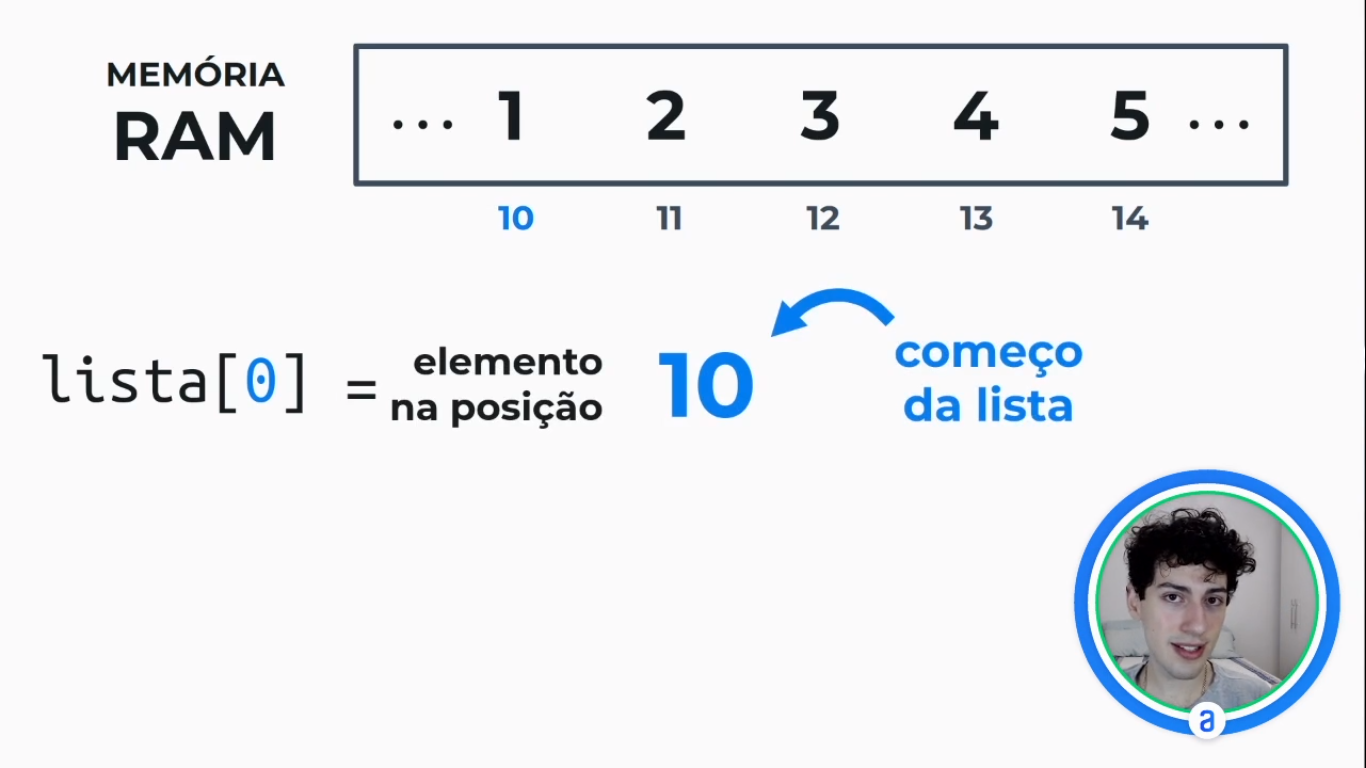 MEMÓRIA
RAM
... 1 2 3 4 5 ...
10 11 12 13 14
lista[0] = elemento
na posição
10
começo
da lista
a